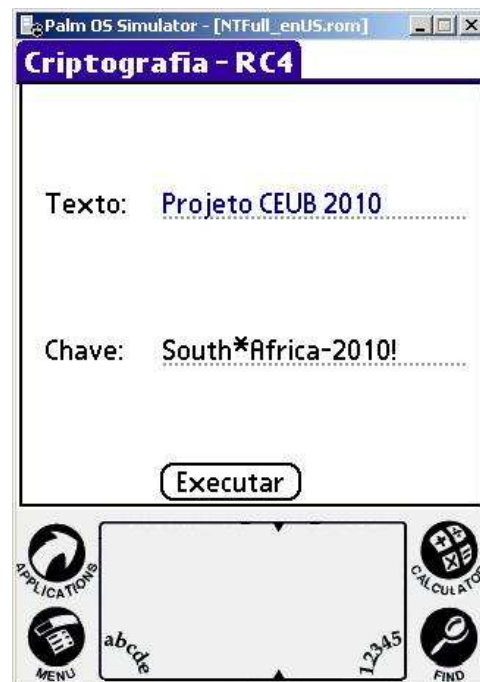 Palm OS Simulator - [NTFull_enUS.rom]
Criptografia - RC4
Texto: Projeto CEUB 2010
Chave: South*Africa-2010!
Executar
APPLICATIONS
CALCULATOR
abcde
12345
MENU
FIND